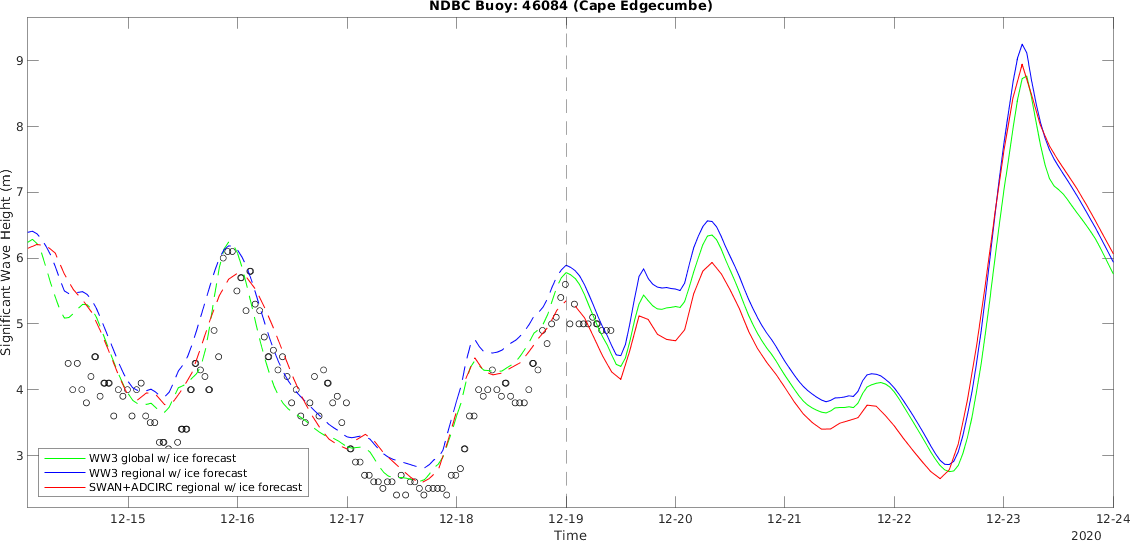 NDBC Buoy: 46084 (Cape Edgecumbe)
Significant Wave Height (m)
9
8
7
6
5
4
3
WW3 global w/ ice forecast
WW3 regional w/ ice forecast
SWAN+ADCIRC regional w/ ice forecast
12-15 12-16 12-17 12-18 12-19 12-20 12-21 12-22 12-23 12-24
Time
2020